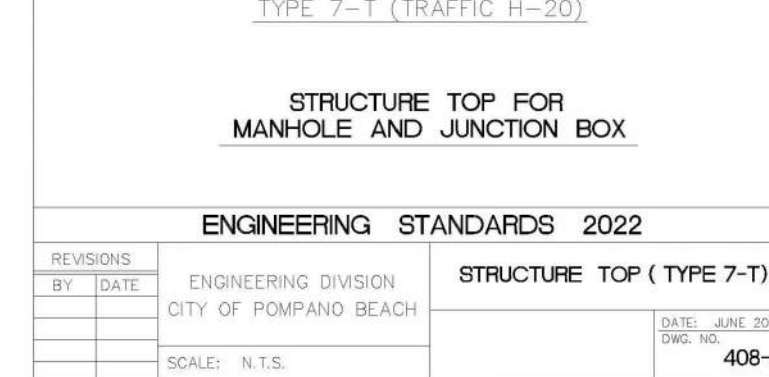 TYPE 7-T (TRAFFIC H-20)
STRUCTURE TOP FOR
MANHOLE AND JUNCTION BOX
ENGINEERING STANDARDS 2022
REVISIONS
BY DATE
ENGINEERING DIVISION
CITY OF POMPANO BEACH
SCALE: N.T.S.
STRUCTURE TOP ( TYPE 7-T)
DATE: JUNE 20
DWG. NO.
408-